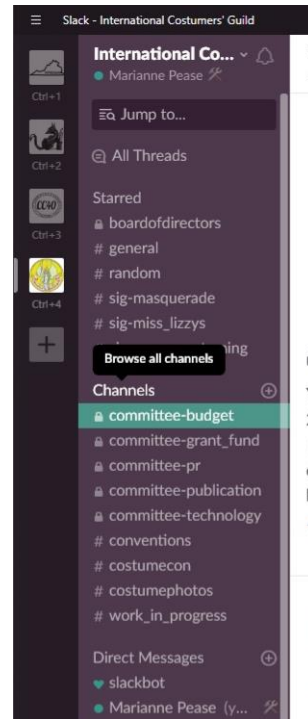 Slack - International Costumers' Guild
International Co...
Marianne Pease
Ctrl+1
Jump to...
Ctrl+2
All Threads
CC40
Ctrl+3
Starred
boardofdirectors
# general
# random
Ctrl+4
# sig-masquerade
# sig-miss_lizzys
Browse all channels
Channels
committee-budget
committee-grant_fund
committee-pr
committee-publication
committee-technology
# conventions
# costumecon
# costumephotos
# work_in_progress
Direct Messages
slackbot
Marianne Pease (y...